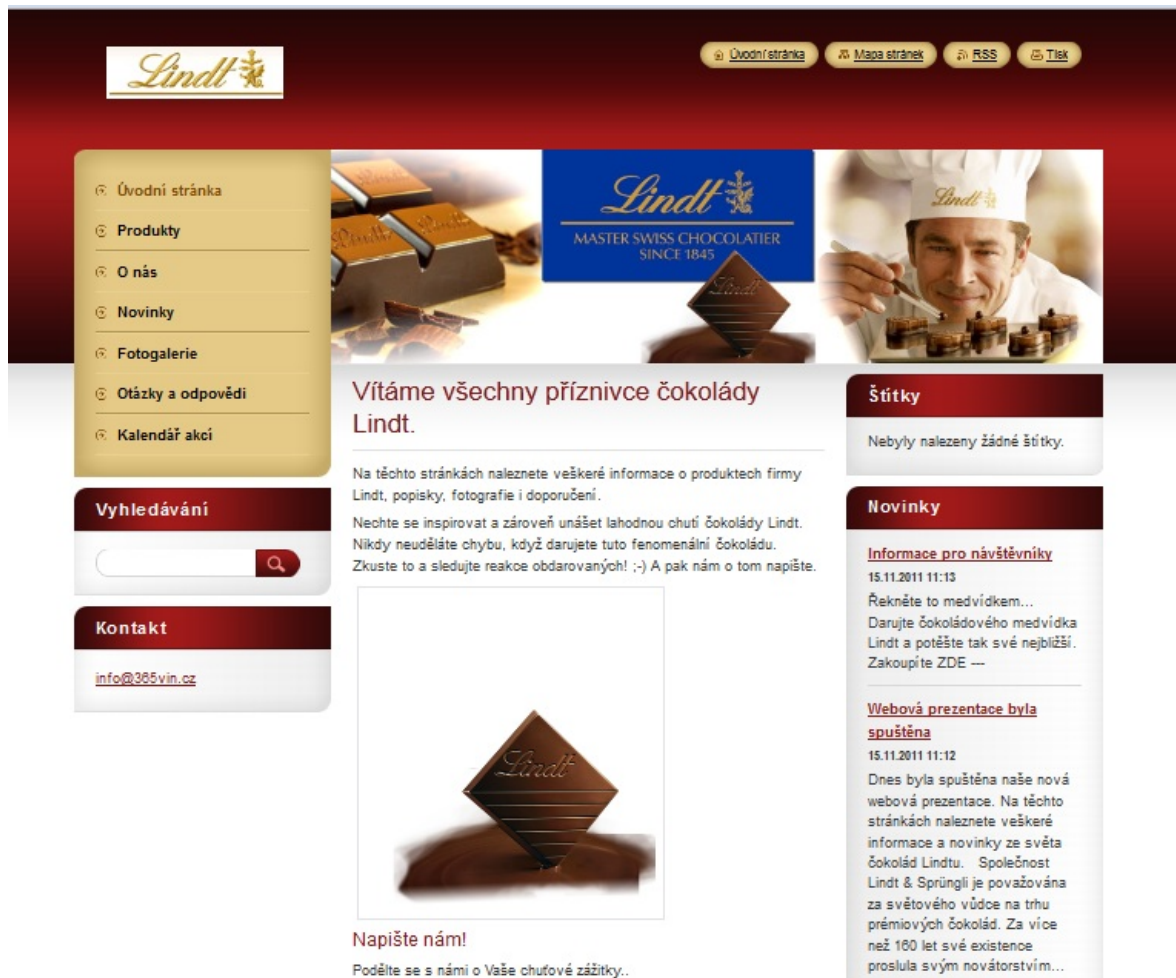 Lindt
Úvodní stránka
Mapa stránek
RSS
Tisk
Úvodní stránka
Produkty
O nás
Novinky
Fotogalerie
Otázky a odpovědi
Kalendář akcí
Vyhledávání
Kontakt
info@365vin.cz
Lindt
MASTER SWISS CHOCOLATIER
SINCE 1845
Lindt
Lindt
Vítáme všechny příznivce čokolády
Lindt.
Na těchto stránkách naleznete veškeré informace o produktech firmy
Lindt, popisky, fotografie i doporučení.
Nechte se inspirovat a zároveň unášet lahodnou chutí čokolády Lindt.
Nikdy neuděláte chybu, když darujete tuto fenomenální čokoládu.
Zkuste to a sledujte reakce obdarovaných! ;-) A pak nám o tom napište.
Lindt
Napište nám!
Podělte se s námi o Vaše chuťové zážitky..
Štítky
Nebyly nalezeny žádné štítky.
Novinky
Informace pro návštěvníky
15.11.2011 11:13
Řekněte to medvídkem...
Darujte čokoládového medvídka
Lindt a potěšte tak své nejbližší.
Zakoupíte ZDE ---
Webová prezentace byla
spuštěna
15.11.2011 11:12
Dnes byla spuštěna naše nová
webová prezentace. Na těchto
stránkách naleznete veškeré
informace a novinky ze světa
čokolád Lindtu. Společnost
Lindt & Sprüngli je považována
za světového vůdce na trhu
prémiových čokolád. Za více
než 160 let své existence
proslula svým novátorstvím...